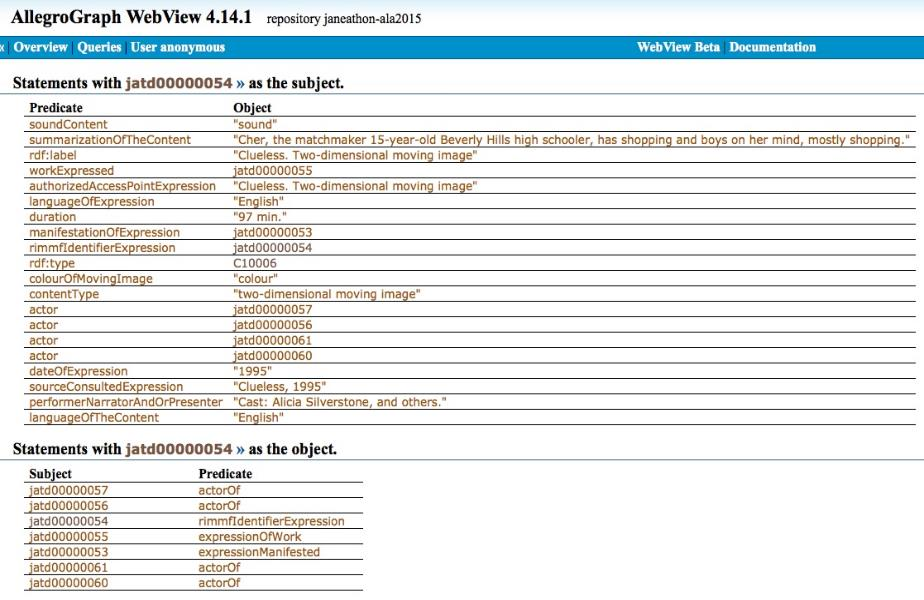 AllegroGraph WebView 4.14.1 repository janeathon-ala2015
x | Overview | Queries | User anonymous WebView Beta | Documentation
Statements with jatd00000054 » as the subject.
Predicate Object
soundContent "sound"
summarizationOfTheContent "Cher, the matchmaker 15-year-old Beverly Hills high schooler, has shopping and boys on her mind, mostly shopping."
rdf:label "Clueless. Two-dimensional moving image"
workExpressed jatd00000055
authorizedAccessPointExpression "Clueless. Two-dimensional moving image"
languageOfExpression "English"
duration "97 min."
manifestationOfExpression jatd00000053
rimmfIdentifierExpression jatd00000054
rdf:type C10006
colourOfMovingImage "colour"
contentType "two-dimensional moving image"
actor jatd00000057
actor jatd00000056
actor jatd00000061
actor jatd00000060
dateOfExpression "1995"
sourceConsultedExpression "Clueless, 1995"
performerNarratorAndOrPresenter "Cast: Alicia Silverstone, and others."
languageOfTheContent "English"
Statements with jatd00000054 » as the object.
Subject Predicate
jatd00000057 actorOf
jatd00000056 actorOf
jatd00000054 rimmfIdentifierExpression
jatd00000055 expressionOfWork
jatd00000053 expressionManifested
jatd00000061 actorOf
jatd00000060 actorOf